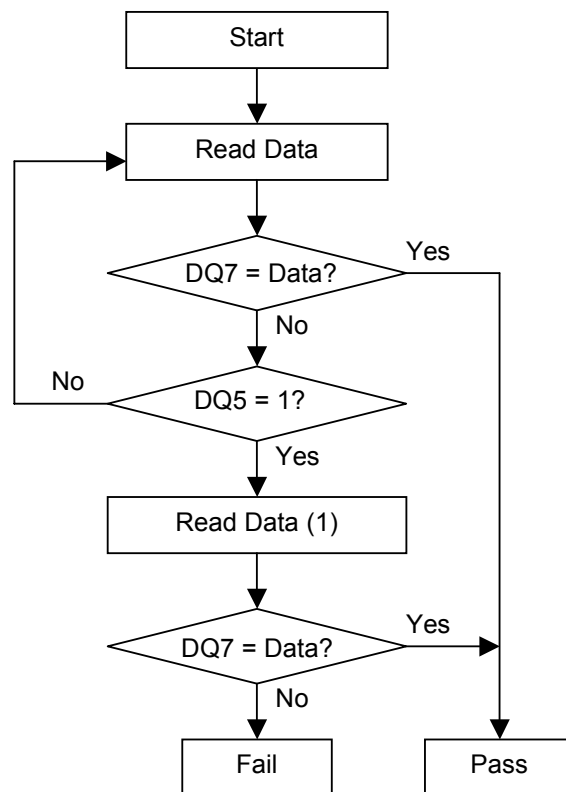 Start
Read Data
DQ7 = Data?
Yes
No
DQ5 = 1?
No
Yes
Read Data (1)
DQ7 = Data?
Yes
No
Fail
Pass